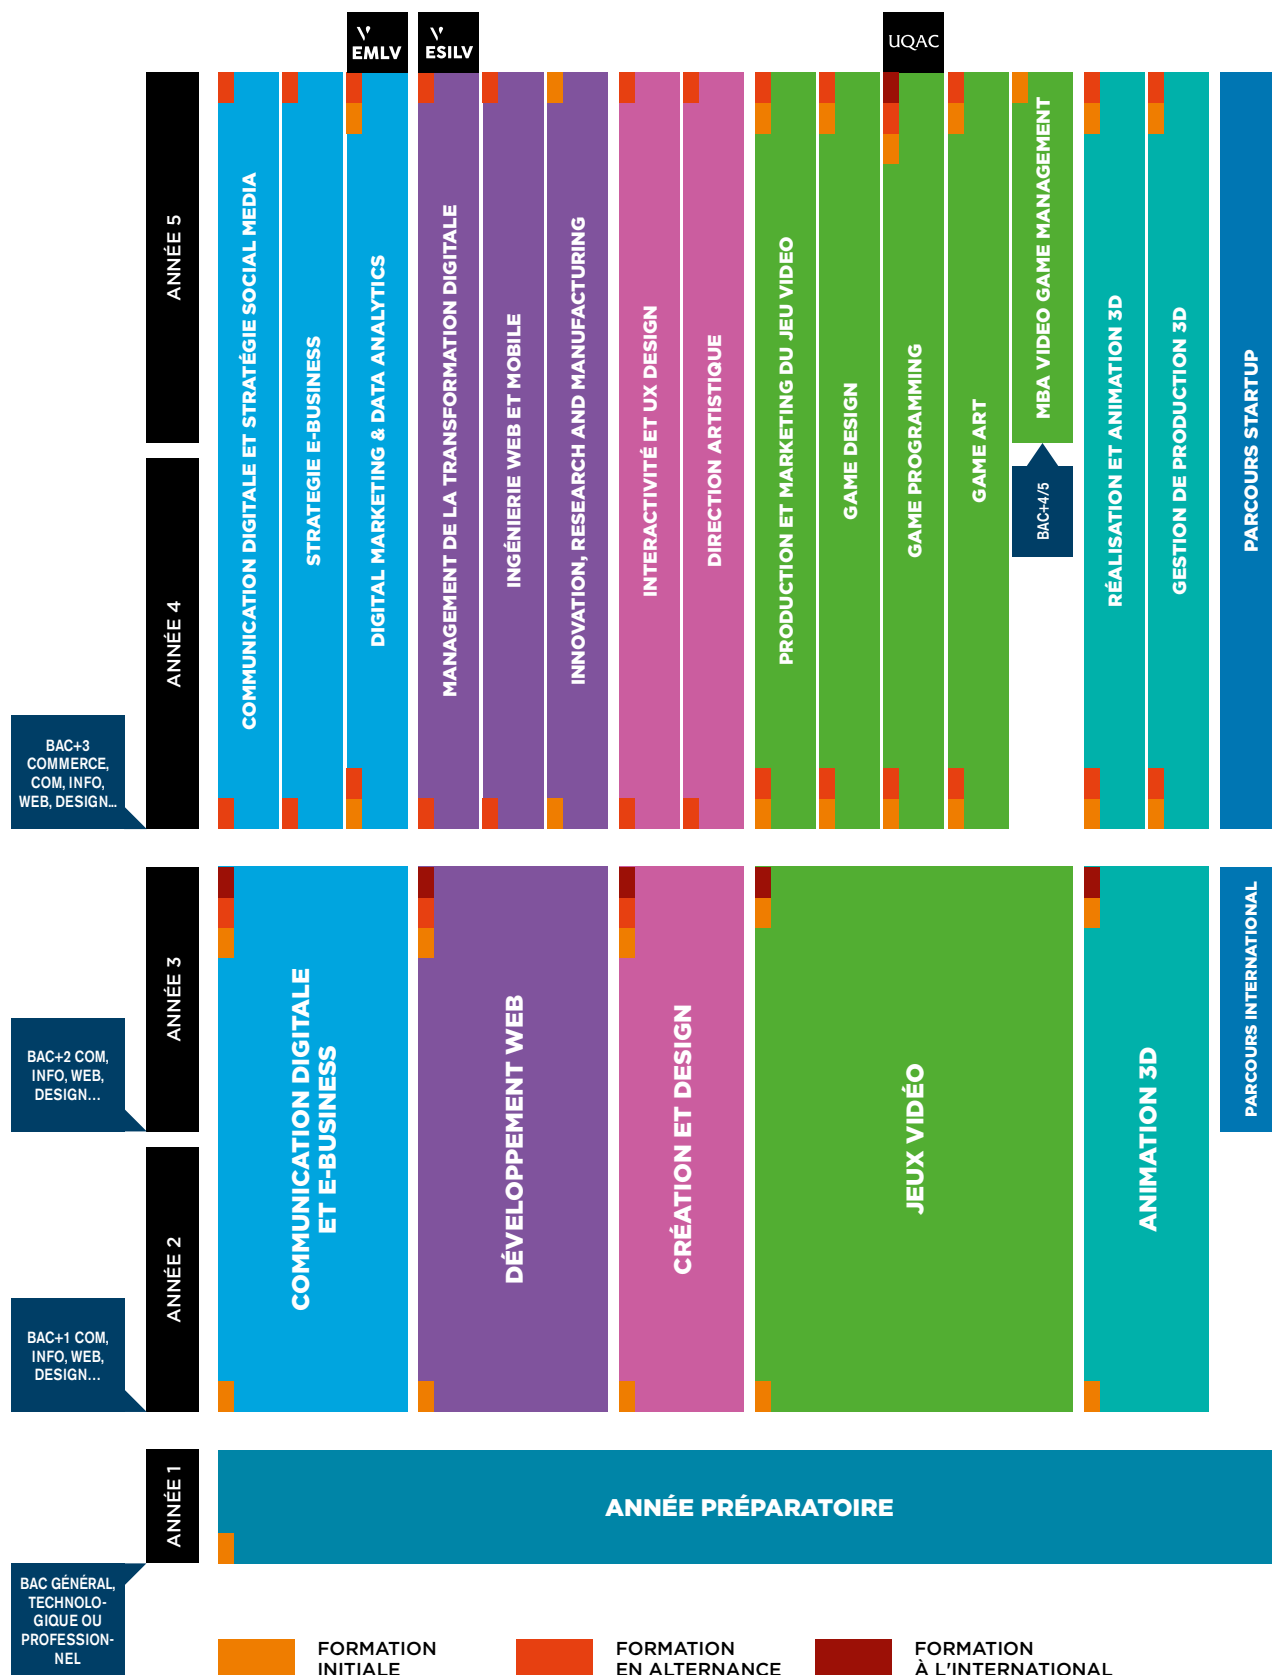 EMLV
ESILV
UQAC
ANNÉE 5
ANNÉE 4
COMMUNICATION DIGITALE ET STRATÉGIE SOCIAL MEDIA
STRATEGIE E-BUSINESS
DIGITAL MARKETING & DATA ANALYTICS
MANAGEMENT DE LA TRANSFORMATION DIGITALE
INGÉNIERIE WEB ET MOBILE
INNOVATION, RESEARCH AND MANUFACTURING
INTERACTIVITÉ ET UX DESIGN
DIRECTION ARTISTIQUE
PRODUCTION ET MARKETING DU JEU VIDEO
GAME DESIGN
GAME PROGRAMMING
GAME ART
MBA VIDEO GAME MANAGEMENT
BAC+4/5
RÉALISATION ET ANIMATION 3D
GESTION DE PRODUCTION 3D
PARCOURS STARTUP
BAC+3
COMMERCE,
COM, INFO,
WEB, DESIGN...
ANNÉE 3
ANNÉE 2
BAC+2 COM,
INFO, WEB,
DESIGN...
BAC+1 COM,
INFO, WEB,
DESIGN...
COMMUNICATION DIGITALE
ET E-BUSINESS
DÉVELOPPEMENT WEB
CRÉATION ET DESIGN
JEUX VIDÉO
ANIMATION 3D
PARCOURS INTERNATIONAL
ANNÉE 1
ANNÉE PRÉPARATOIRE
BAC GÉNÉRAL,
TECHNOLO-
GIQUE OU
PROFESSION-
NEL
FORMATION
INITIALE
FORMATION
EN ALTERNANCE
FORMATION
À L'INTERNATIONAL